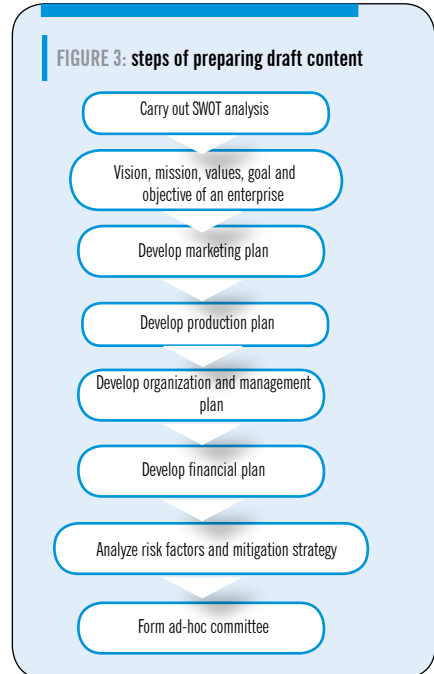 FIGURE 3: steps of preparing draft content
Carry out SWOT analysis
Vision, mission, values, goal and
objective of an enterprise
Develop marketing plan
Develop production plan
Develop organization and management
plan
Develop financial plan
Analyze risk factors and mitigation strategy
Form ad-hoc committee